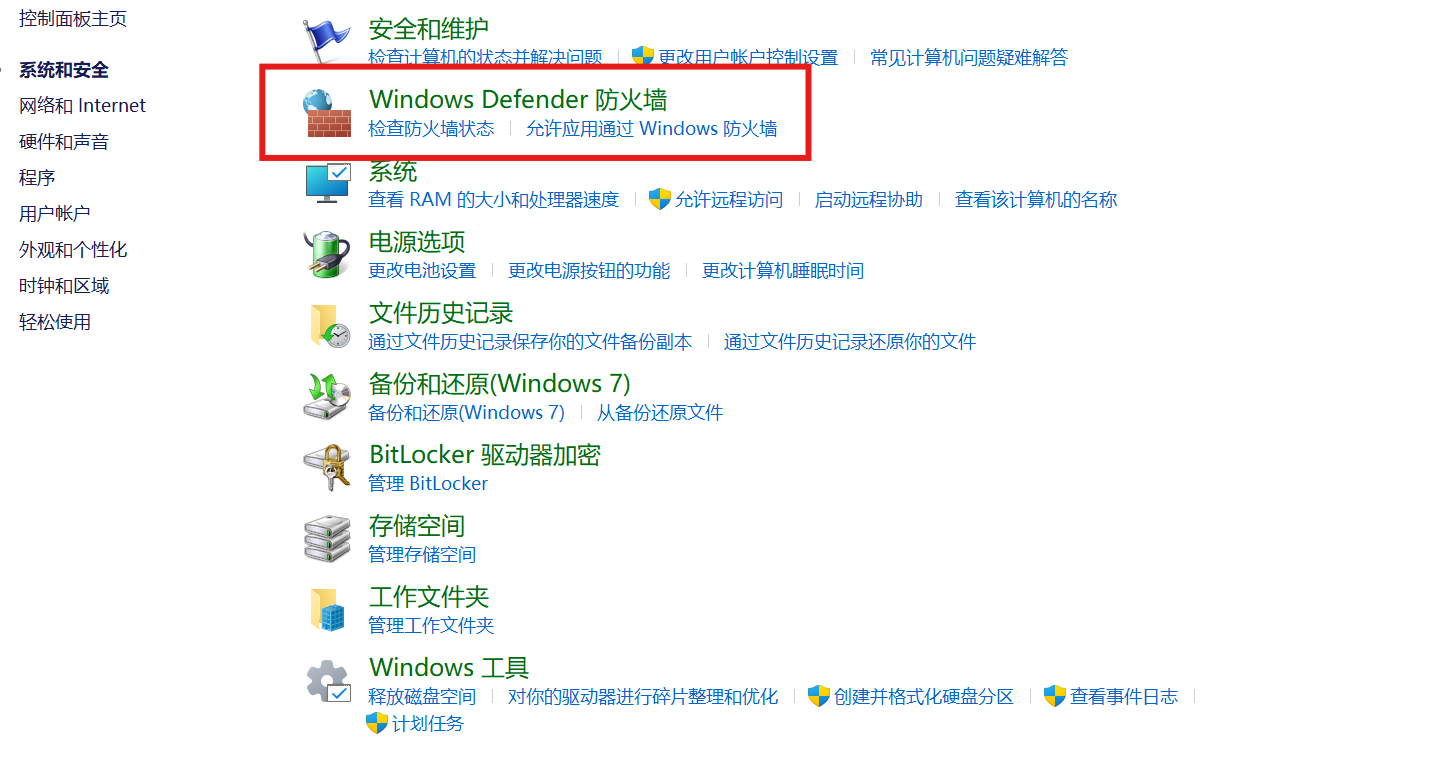 控制面板主页
系统和安全
网络和 Internet
硬件和声音
程序
用户帐户
外观和个性化
时钟和区域
轻松使用
安全和维护
检查计算机的状态并解决问题 更改用户帐户控制设置 常见计算机问题疑难解答
Windows Defender 防火墙
检查防火墙状态 允许应用通过 Windows 防火墙
系统
查看 RAM 的大小和处理器速度 允许远程访问 启动远程协助 查看该计算机的名称
电源选项
更改电池设置 更改电源按钮的功能 更改计算机睡眠时间
文件历史记录
通过文件历史记录保存你的文件备份副本 通过文件历史记录还原你的文件
备份和还原(Windows 7)
备份和还原(Windows 7) 从备份还原文件
BitLocker 驱动器加密
管理 BitLocker
存储空间
管理存储空间
工作文件夹
管理工作文件夹
Windows 工具
释放磁盘空间 对你的驱动器进行碎片整理和优化 创建并格式化硬盘分区 查看事件日志
计划任务